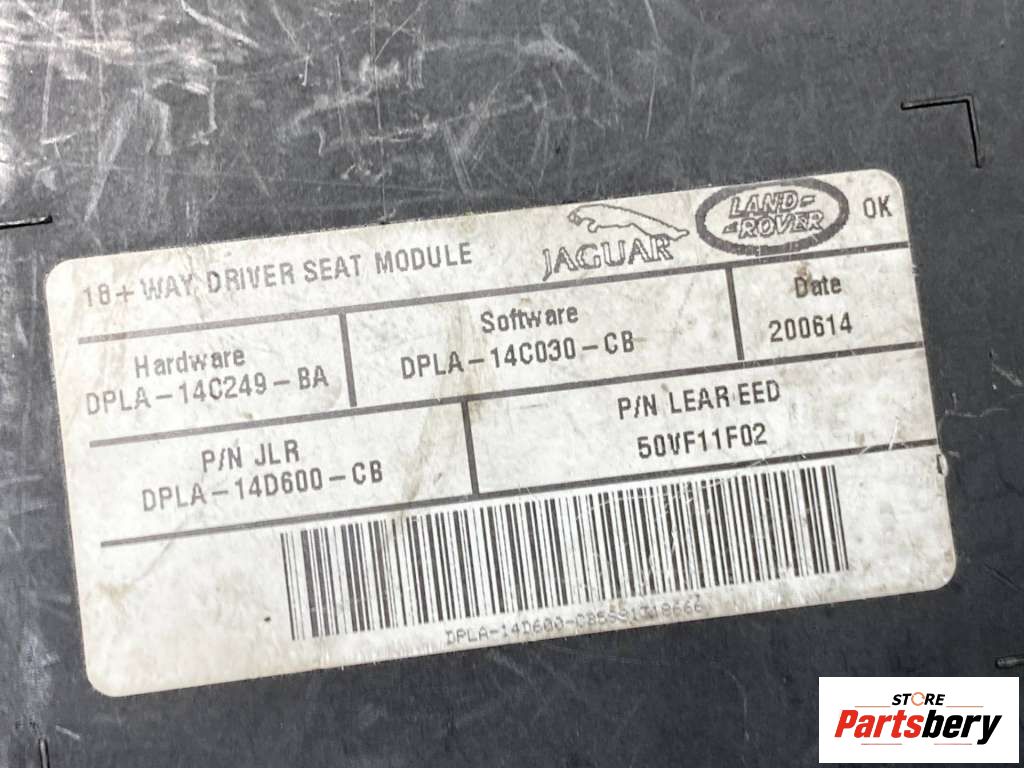 18+WAY DRIVER SEAT MODULE
JAGUAR
LAND-
-ROVER
OK
Hardware
DPLA-14C249-BA
Software
DPLA-14C030-CB
Date
200614
P/N JLR
DPLA-14D600-CB
P/N LEAR EED
50VF11F02
STORE
Partsbery